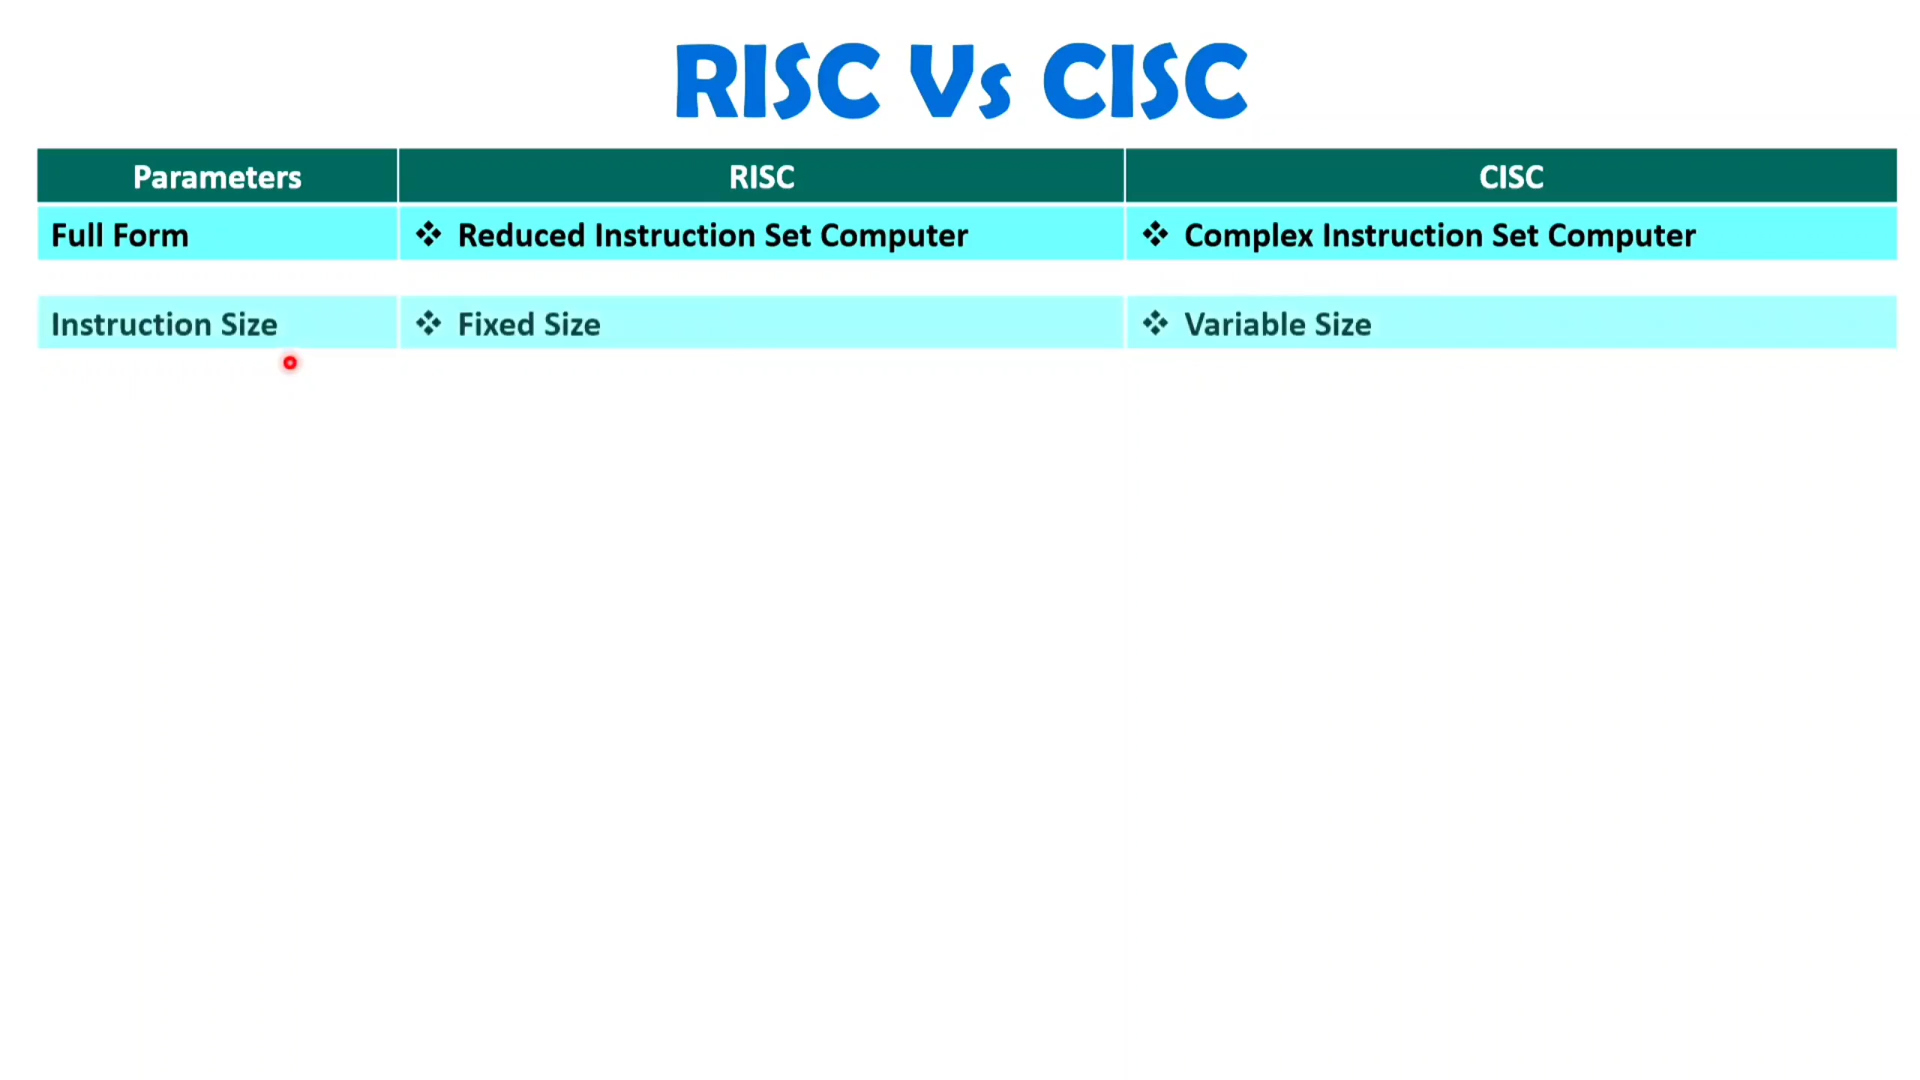 RISC Vs CISC
Parameters RISC CISC
Full Form ❖ Reduced Instruction Set Computer ❖ Complex Instruction Set Computer
Instruction Size ❖ Fixed Size ❖ Variable Size